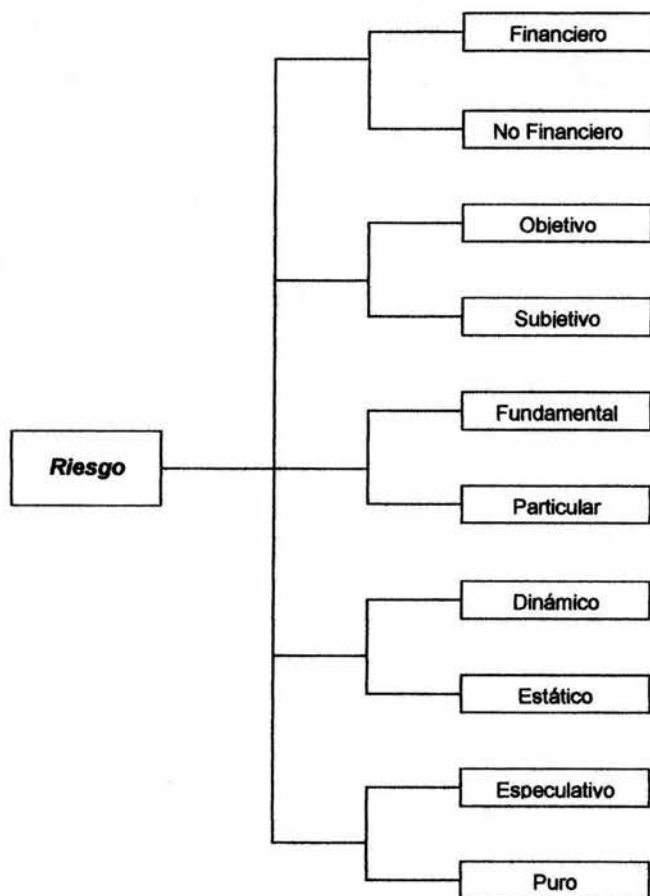 Financiero
No Financiero
Objetivo
Subjetivo
Fundamental
Riesgo
Particular
Dinámico
Estático
Especulativo
Puro